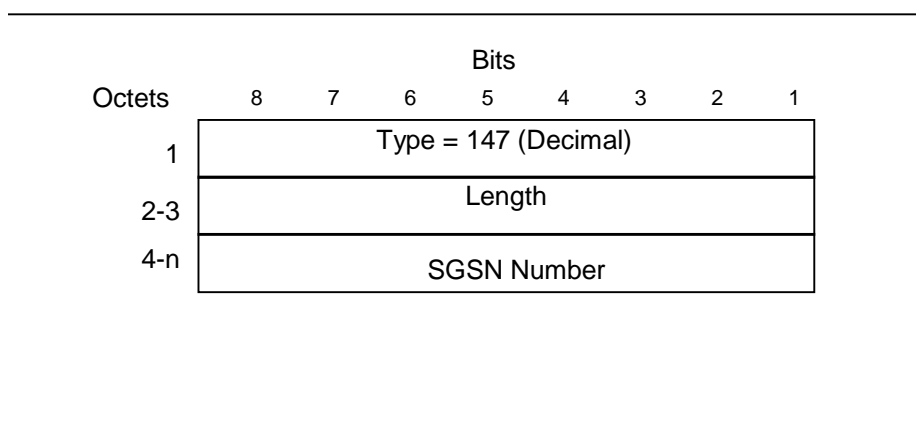 Bits
Octets 8 7 6 5 4 3 2 1
1 Type = 147 (Decimal)
2-3 Length
4-n SGSN Number